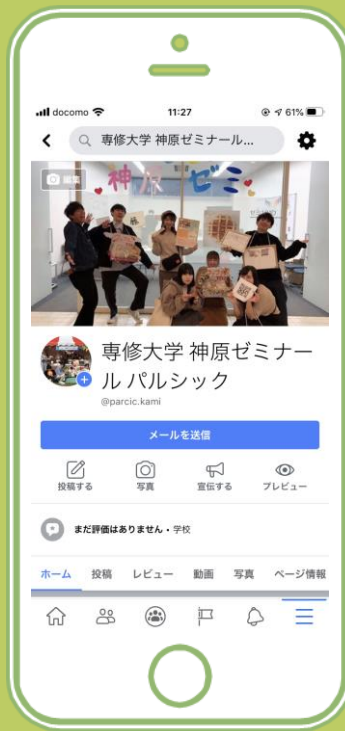 docomo 11:27 61%
専修大学 神原ゼミナール...
編集
神原ゼミ
専修大学 神原ゼミナー
ル パルシック
@parcic.kami
メールを送信
投稿する 写真 宣伝する プレビュー
まだ評価はありません・学校
ホーム 投稿 レビュー 動画 写真 ページ情報